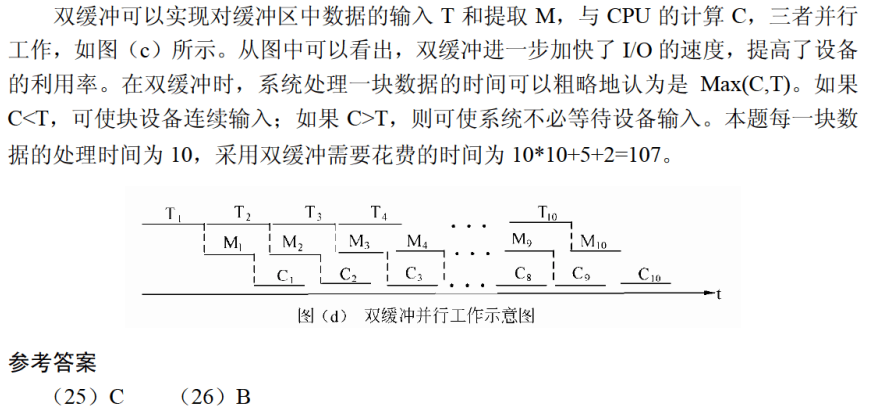 双缓冲可以实现对缓冲区中数据的输入 T 和提取 M，与 CPU 的计算 C，三者并行
工作，如图（c）所示。从图中可以看出，双缓冲进一步加快了 I/O 的速度，提高了设备
的利用率。在双缓冲时，系统处理一块数据的时间可以粗略地认为是 Max(C,T)。如果
C<T，可使块设备连续输入；如果 C>T，则可使系统不必等待设备输入。本题每一块数
据的处理时间为 10，采用双缓冲需要花费的时间为 10*10+5+2=107。
T₁ T₂ T₃ T₄ ··· T₁₀
M₁ M₂ M₃ M₄ ··· M₉ M₁₀
C₁ C₂ C₃ ··· C₈ C₉ C₁₀
t
图（d） 双缓冲并行工作示意图
参考答案
（25）C （26）B